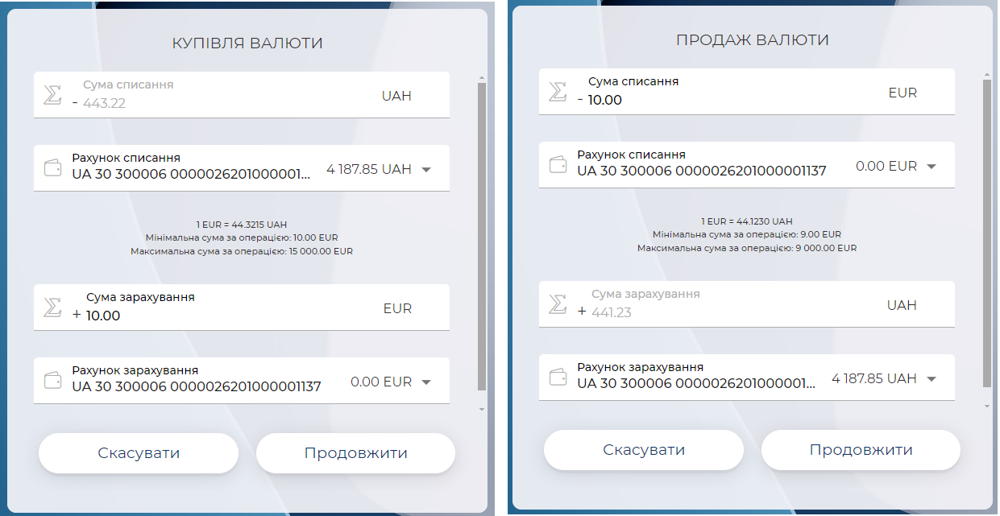 КУПІВЛЯ ВАЛЮТИ
Сума списання
- 443.22
UAH
Рахунок списання
UA 30 300006 0000026201000001...
4 187.85 UAH
1 EUR = 44.3215 UAH
Мінімальна сума за операцією: 10.00 EUR
Максимальна сума за операцією: 15 000.00 EUR
Сума зарахування
+ 10.00
EUR
Рахунок зарахування
UA 30 300006 0000026201000001137
0.00 EUR
Скасувати
Продовжити
ПРОДАЖ ВАЛЮТИ
Сума списання
- 10.00
EUR
Рахунок списання
UA 30 300006 0000026201000001137
0.00 EUR
1 EUR = 44.1230 UAH
Мінімальна сума за операцією: 9.00 EUR
Максимальна сума за операцією: 9 000.00 EUR
Сума зарахування
+ 441.23
UAH
Рахунок зарахування
UA 30 300006 0000026201000001...
4 187.85 UAH
Скасувати
Продовжити